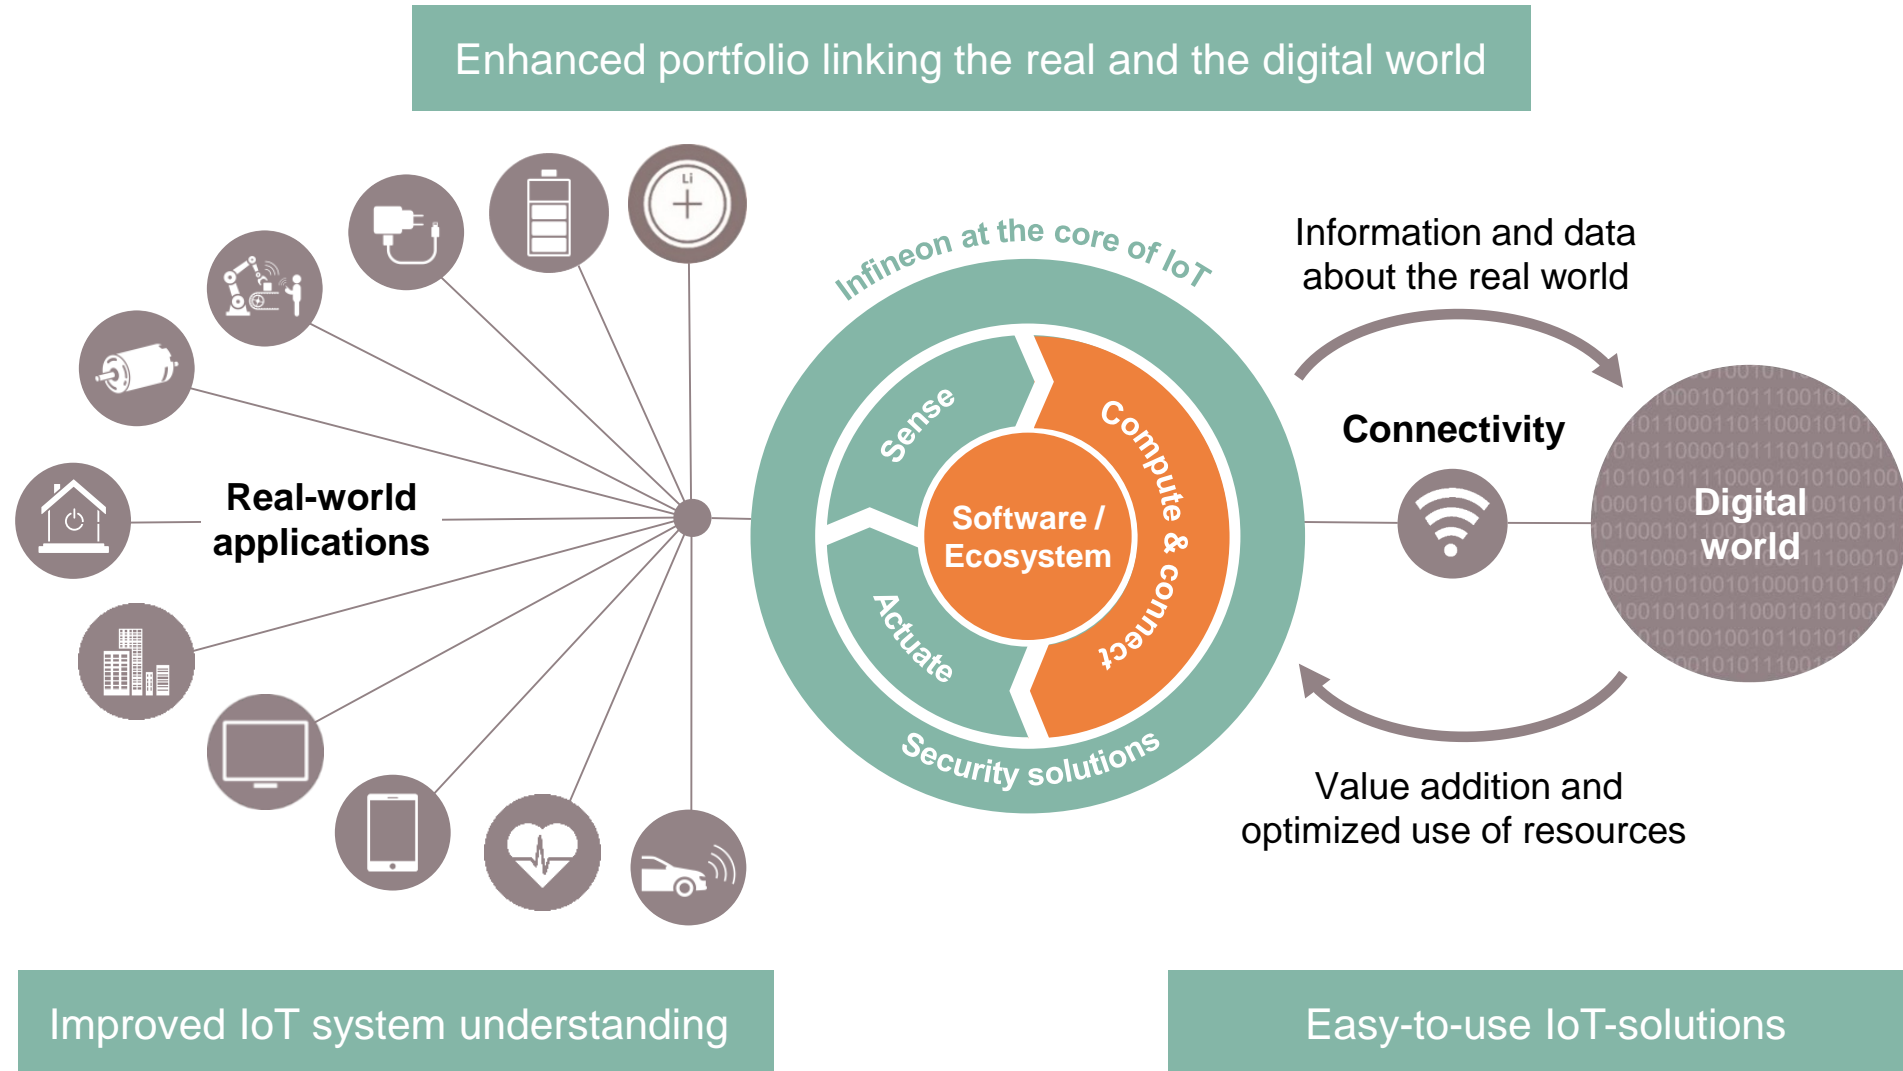 Enhanced portfolio linking the real and the digital world
Li
Infineon at the core of IoT
Information and data
about the real world
Sense
Compute & connect
Connectivity
Real-world
applications
Software /
Ecosystem
Digital
world
Actuate
Security solutions
Value addition and
optimized use of resources
Improved IoT system understanding
Easy-to-use IoT-solutions